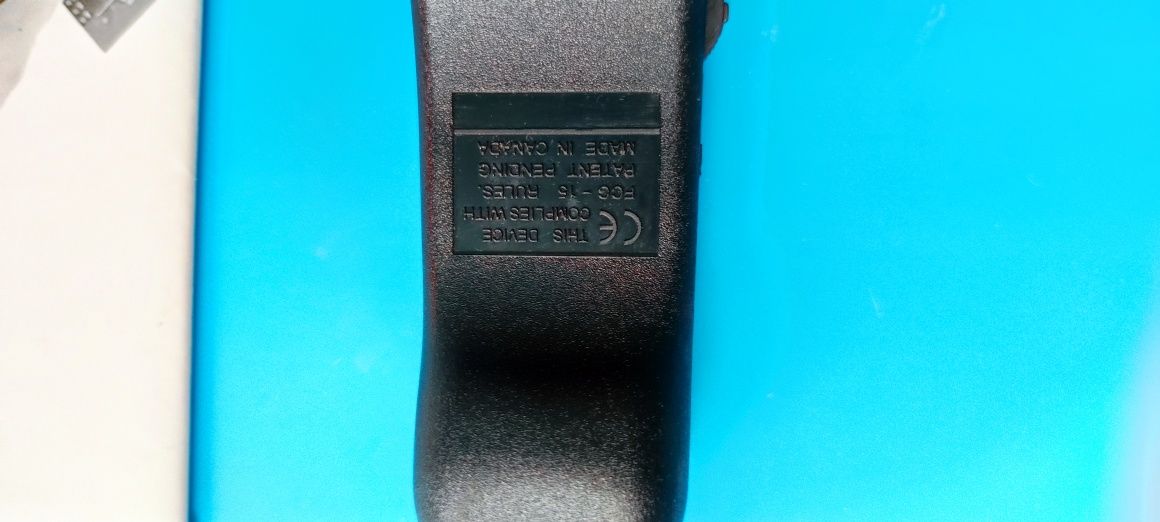 CE THIS DEVICE
COMPLIES WITH
FCC - 15 RULES.
PATENT PENDING
MADE IN CANADA